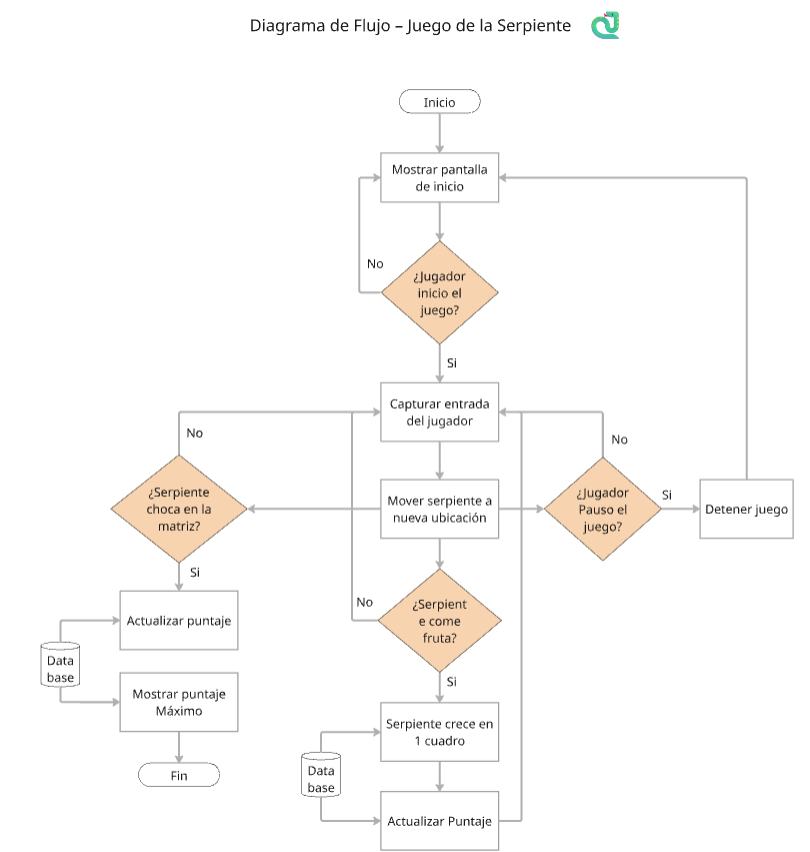 Diagrama de Flujo – Juego de la Serpiente
Inicio
Mostrar pantalla
de inicio
No
¿Jugador
inicio el
juego?
Si
Capturar entrada
del jugador
No
No
¿Serpiente
choca en la
matriz?
Mover serpiente a
nueva ubicación
¿Jugador
Pauso el
juego?
Si
Detener juego
Si
No
¿Serpient
e come
fruta?
Actualizar puntaje
Data
base
Si
Mostrar puntaje
Máximo
Serpiente crece en
1 cuadro
Fin
Data
base
Actualizar Puntaje